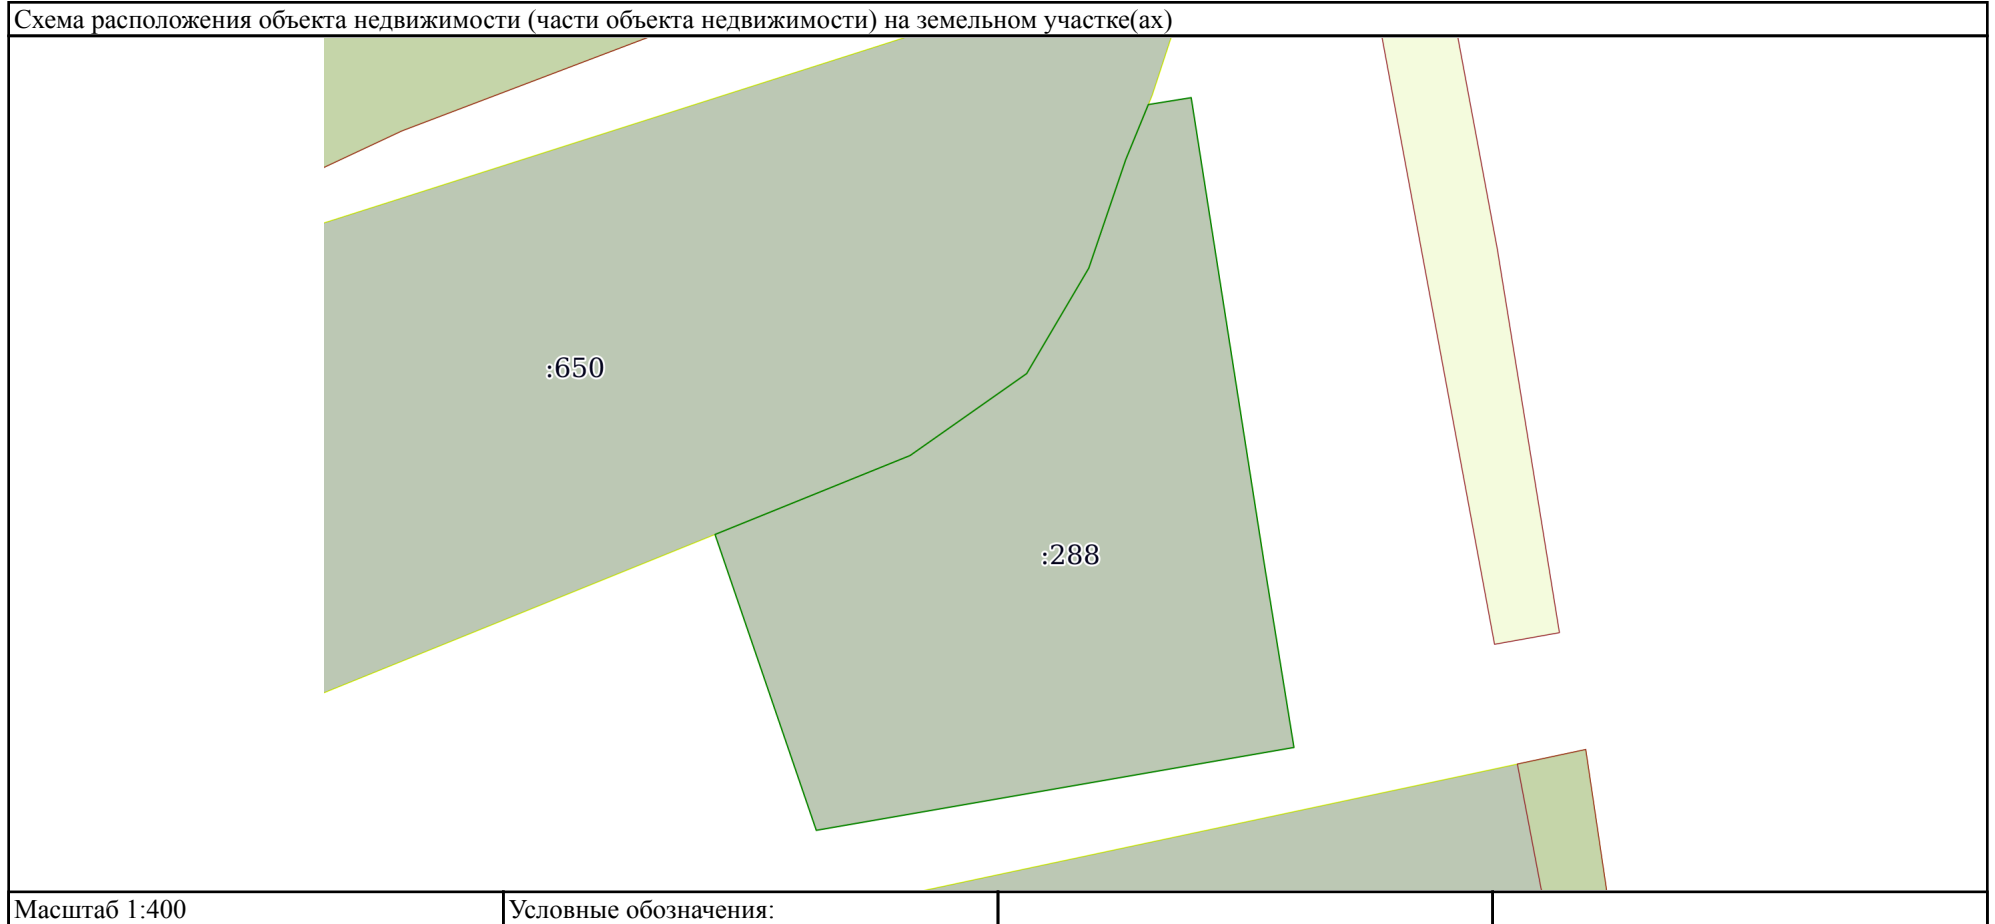 Схема расположения объекта недвижимости (части объекта недвижимости) на земельном участке(ах)
:650
:288
Масштаб 1:400
Условные обозначения: